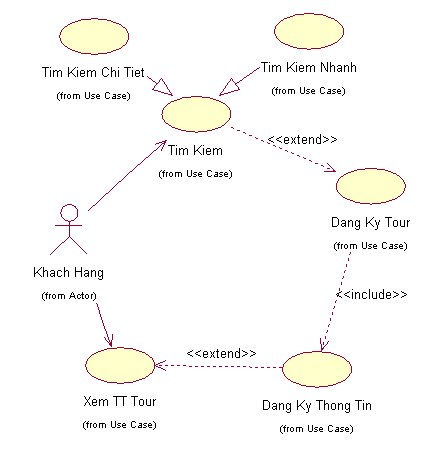 Tim Kiem Chi Tiet
(from Use Case)
Tim Kiem Nhanh
(from Use Case)
Tim Kiem
(from Use Case)
<<extend>>
Dang Ky Tour
(from Use Case)
Khach Hang
(from Actor)
<<include>>
<<extend>>
Xem TT Tour
(from Use Case)
Dang Ky Thong Tin
(from Use Case)